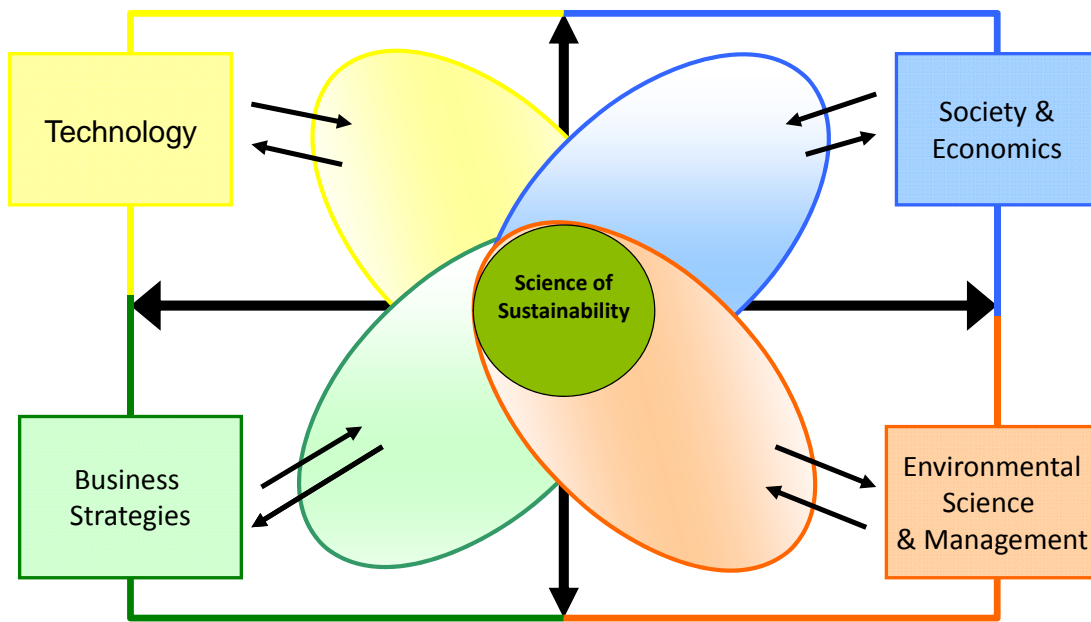 Technology
Society &
Economics
Science of
Sustainability
Business
Strategies
Environmental
Science
& Management